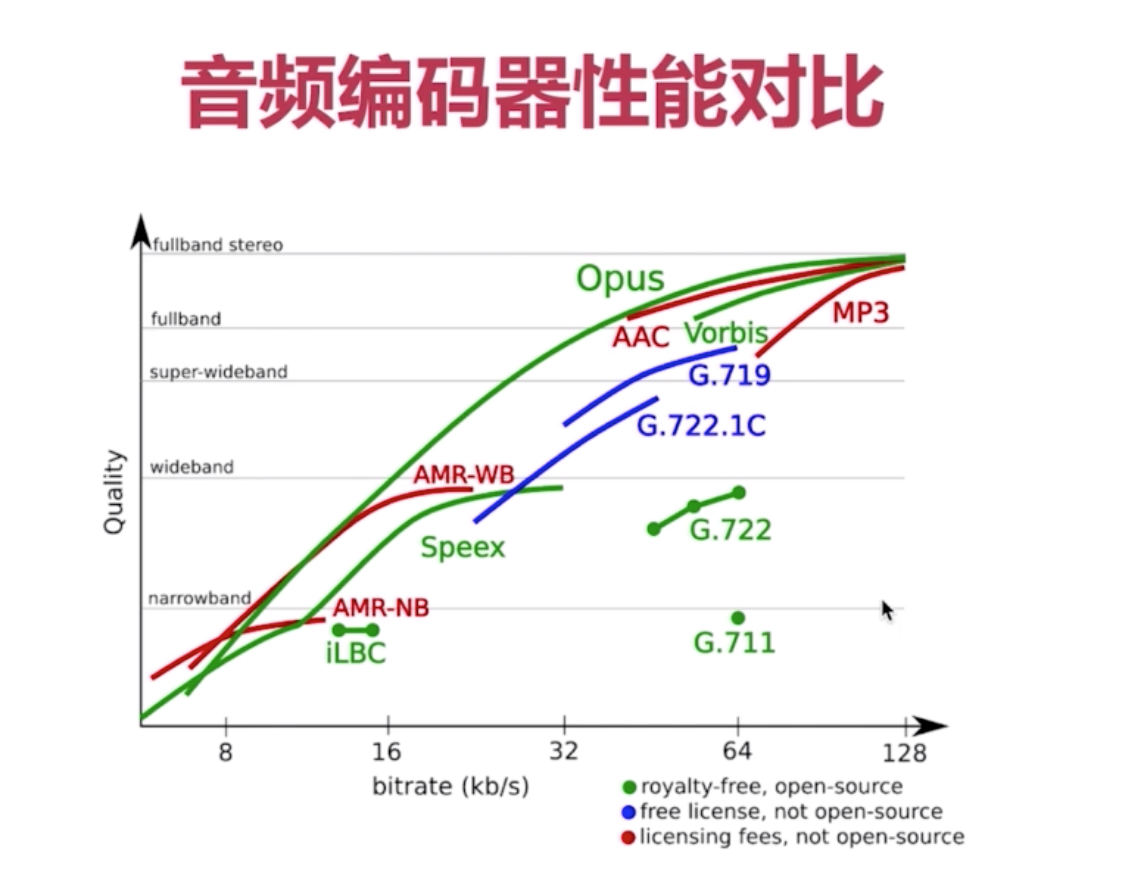 音频编码器性能对比
fullband stereo
Opus
fullband
MP3
AAC
Vorbis
super-wideband
G.719
G.722.1C
wideband
AMR-WB
Quality
G.722
Speex
narrowband
AMR-NB
G.711
iLBC
8 16 32 64 128
bitrate (kb/s)
royalty-free, open-source
free license, not open-source
licensing fees, not open-source